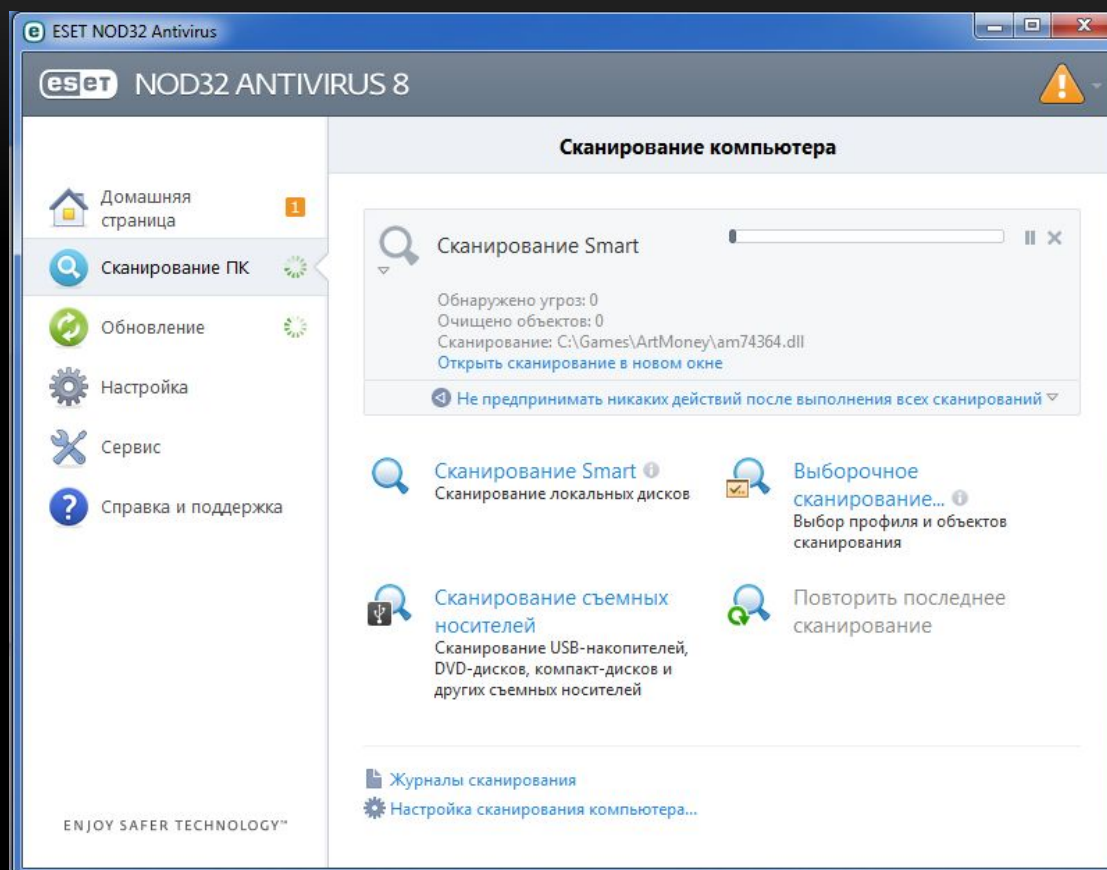 ESET NOD32 Antivirus
eset NOD32 ANTIVIRUS 8
Сканирование компьютера
Домашняя
страница
1
Сканирование ПК
Обновление
Настройка
Сервис
Справка и поддержка
Сканирование Smart
Обнаружено угроз: 0
Очищено объектов: 0
Сканирование: C:\Games\ArtMoney\am74364.dll
Открыть сканирование в новом окне
Не предпринимать никаких действий после выполнения всех сканирований
Сканирование Smart
Сканирование локальных дисков
Выборочное
сканирование...
Выбор профиля и объектов
сканирования
Сканирование съемных
носителей
Сканирование USB-накопителей,
DVD-дисков, компакт-дисков и
других съемных носителей
Повторить последнее
сканирование
Журналы сканирования
Настройка сканирования компьютера...
ENJOY SAFER TECHNOLOGY™